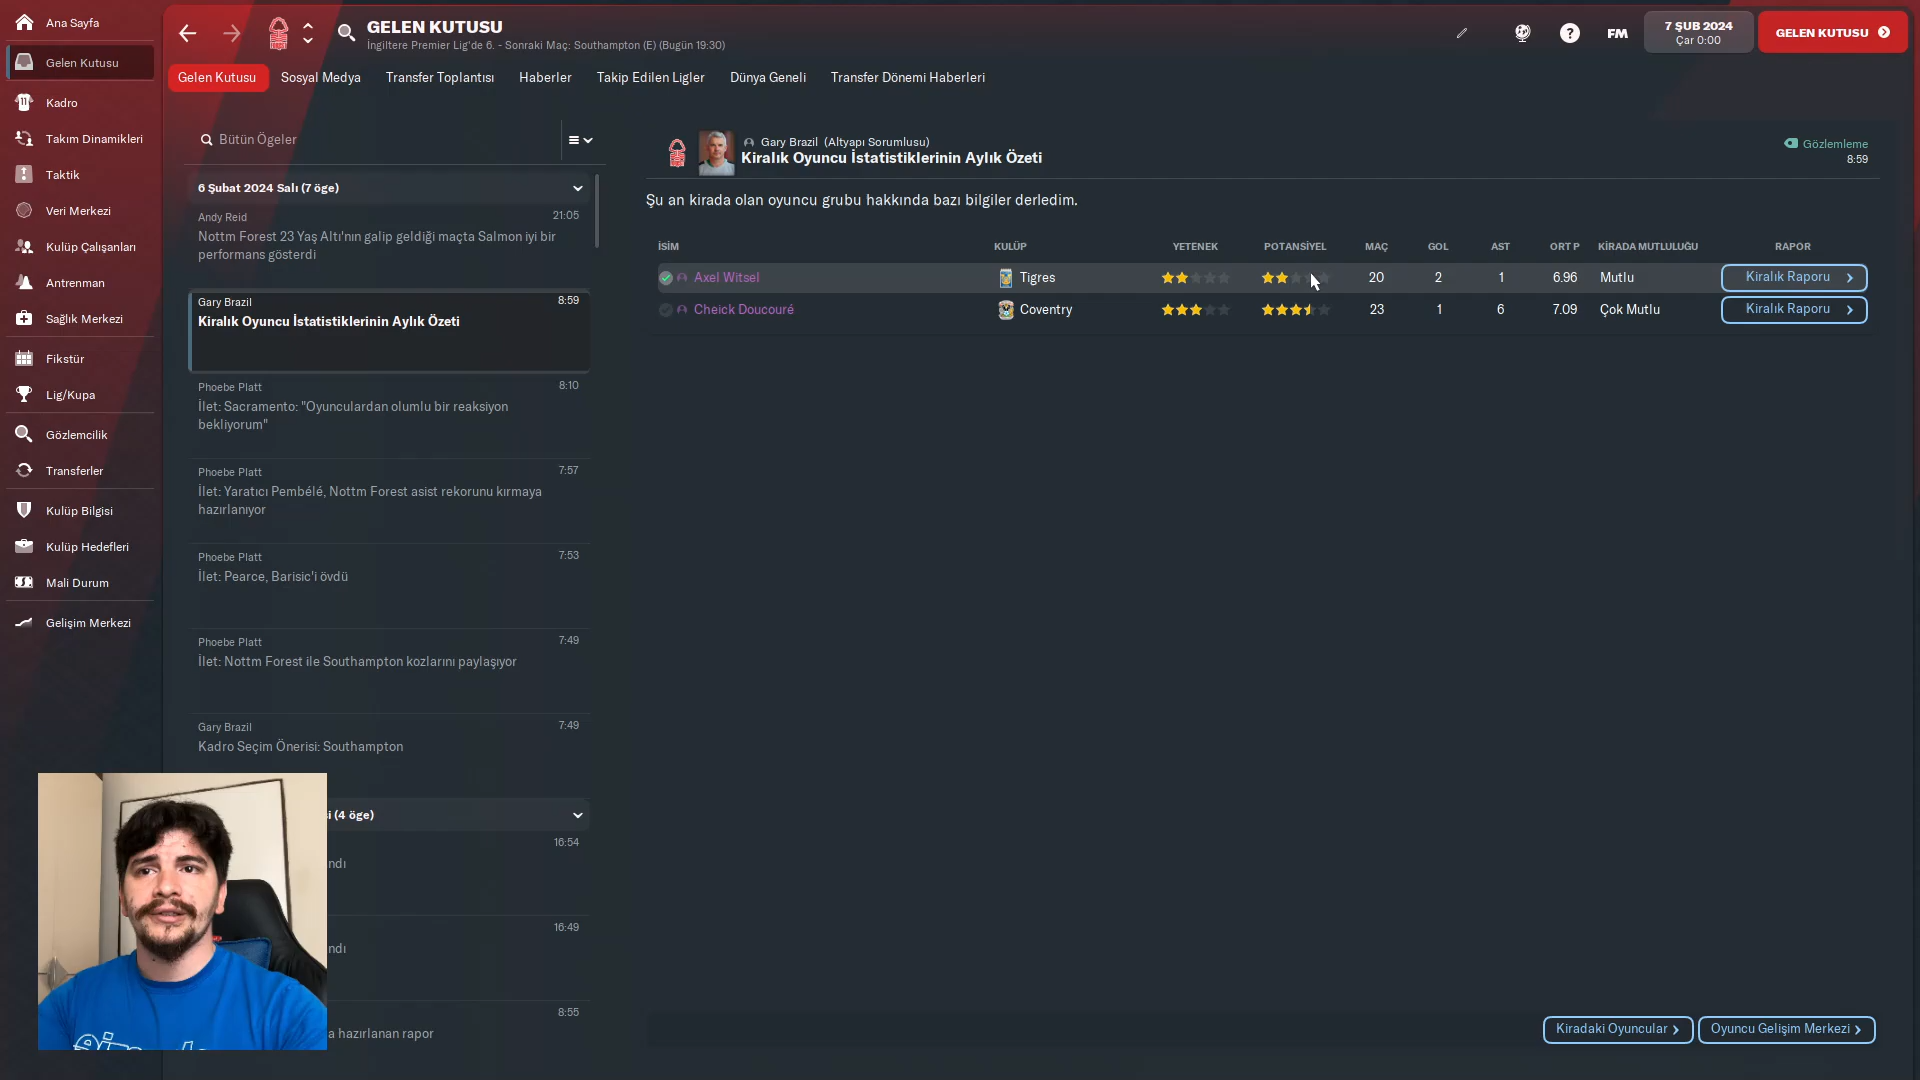 Ana Sayfa
Gelen Kutusu
Kadro
Takım Dinamikleri
Taktik
Veri Merkezi
Kulüp Çalışanları
Antrenman
Sağlık Merkezi
Fikstür
Lig/Kupa
Gözlemcilik
Transferler
Kulüp Bilgisi
Kulüp Hedefleri
Mali Durum
Gelişim Merkezi
GELEN KUTUSU
İngiltere Premier Lig'de 6. - Sonraki Maç: Southampton (E) (Bugün 19:30)
FM
7 ŞUB 2024
Çar 0:00
GELEN KUTUSU
Gelen Kutusu Sosyal Medya Transfer Toplantısı Haberler Takip Edilen Ligler Dünya Geneli Transfer Dönemi Haberleri
Bütün Ögeler
6 Şubat 2024 Salı (7 öge)
Andy Reid 21:05
Nottm Forest 23 Yaş Altı'nın galip geldiği maçta Salmon iyi bir
performans gösterdi
Gary Brazil 8:59
Kiralık Oyuncu İstatistiklerinin Aylık Özeti
Phoebe Platt 8:10
İlet: Sacramento: "Oyunculardan olumlu bir reaksiyon
bekliyorum"
Phoebe Platt 7:57
İlet: Yaratıcı Pembélé, Nottm Forest asist rekorunu kırmaya
hazırlanıyor
Phoebe Platt 7:53
İlet: Pearce, Barisic'i övdü
Phoebe Platt 7:49
İlet: Nottm Forest ile Southampton kozlarını paylaşıyor
Gary Brazil 7:49
Kadro Seçim Önerisi: Southampton
(4 öge)
16:54
ndı
16:49
ndı
8:55
a hazırlanan rapor
Gary Brazil (Altyapı Sorumlusu)
Kiralık Oyuncu İstatistiklerinin Aylık Özeti
Gözlemleme
8:59
Şu an kirada olan oyuncu grubu hakkında bazı bilgiler derledim.
İSİM KULÜP YETENEK POTANSİYEL MAÇ GOL AST ORT P KİRADA MUTLULUĞU RAPOR
Axel Witsel Tigres 20 2 1 6.96 Mutlu Kiralık Raporu
Cheick Doucouré Coventry 23 1 6 7.09 Çok Mutlu Kiralık Raporu
Kiradaki Oyuncular
Oyuncu Gelişim Merkezi